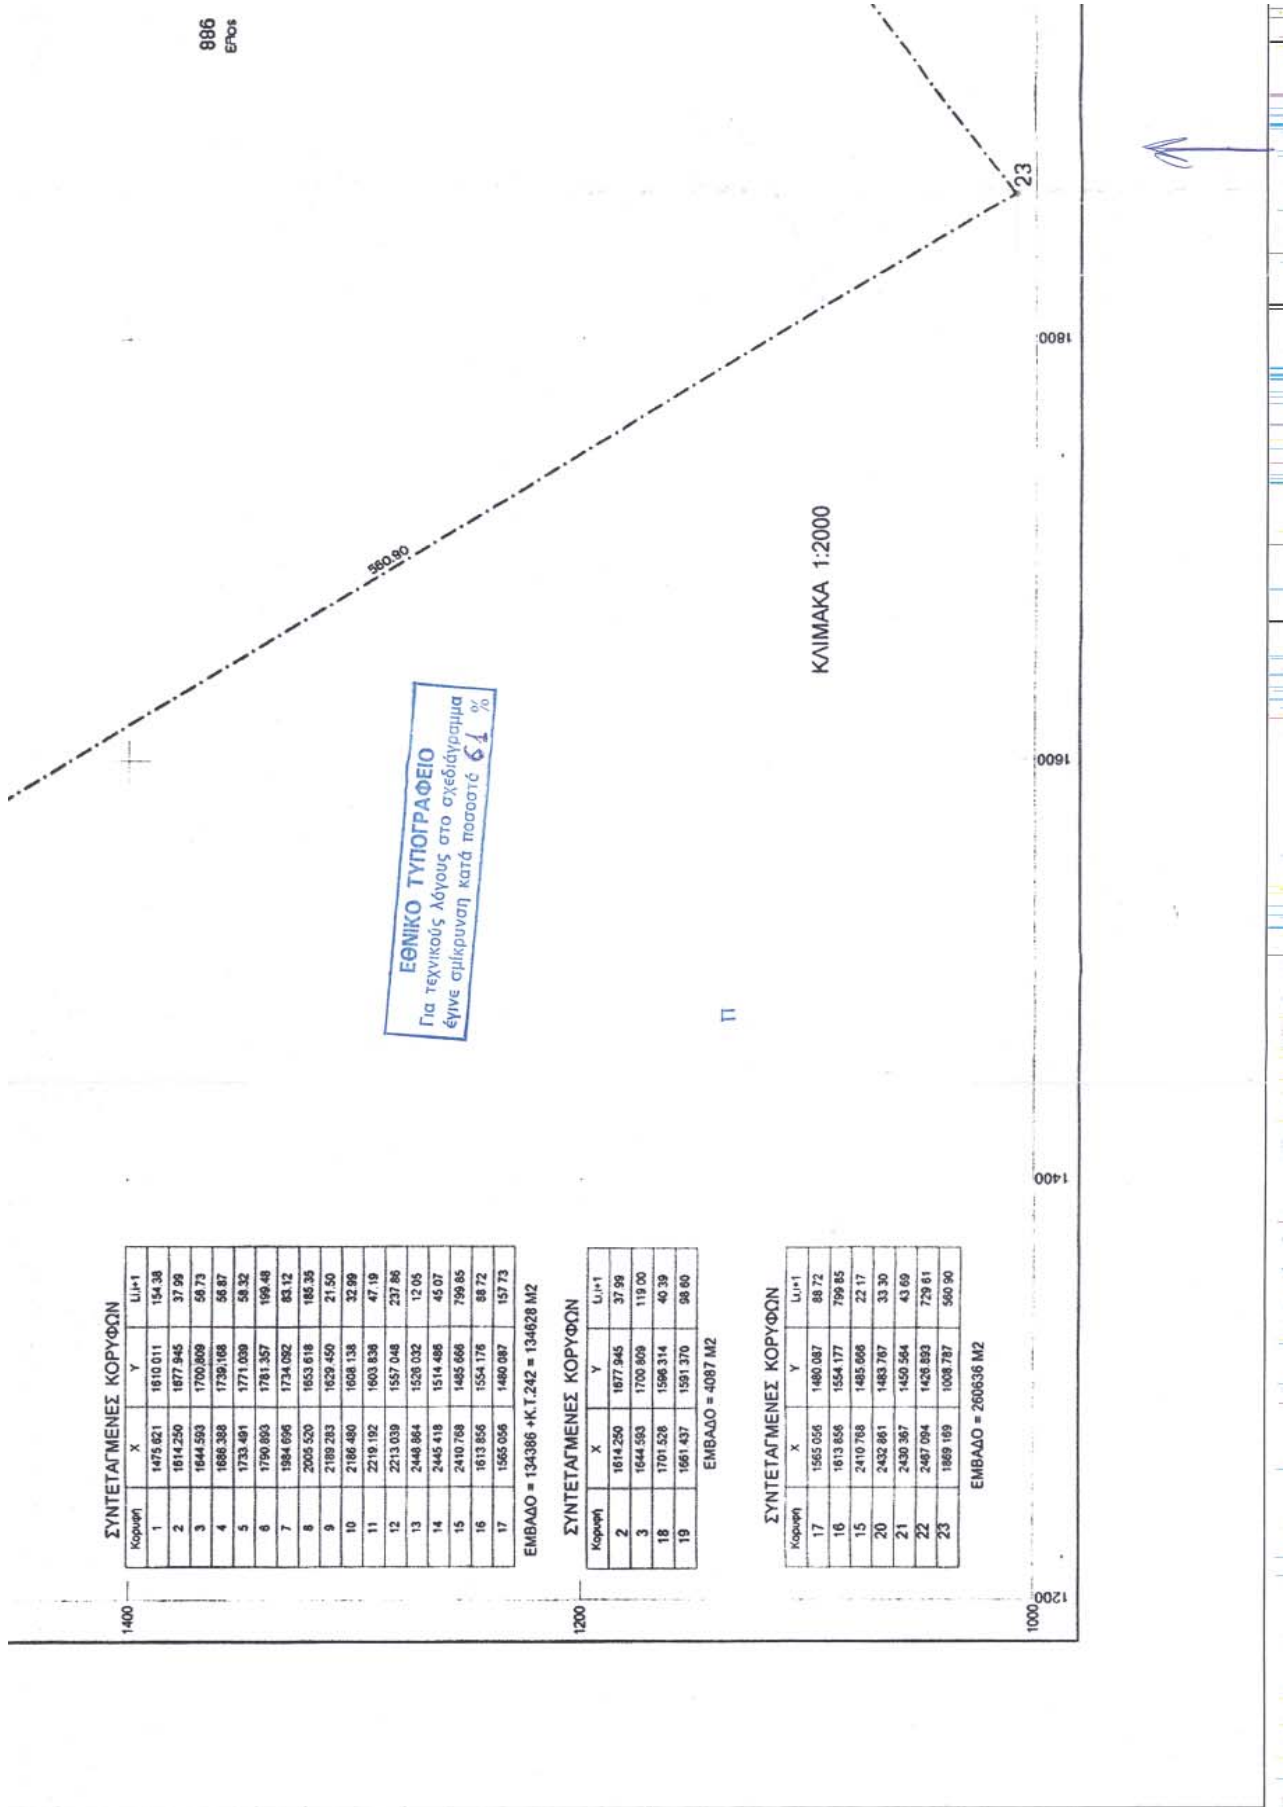 886
ΕΛΟΣ
23
560.90
ΕΘΝΙΚΟ ΤΥΠΟΓΡΑΦΕΙΟ
Για τεχνικούς λόγους στο σχεδιάγραμμα
έγινε σμίκρυνση κατά ποσοστό 61 %
ΚΛΙΜΑΚΑ 1:2000
Π
ΣΥΝΤΕΤΑΓΜΕΝΕΣ ΚΟΡΥΦΩΝ
Κορυφή X Y Li,i+1
1 1475.621 1610.011 154.38
2 1614.250 1677.945 37.99
3 1644.593 1700.809 58.73
4 1686.388 1739.168 56.87
5 1733.491 1771.039 58.32
6 1790.893 1781.357 199.48
7 1984.696 1734.092 83.12
8 2005.520 1653.618 185.35
9 2189.283 1629.450 21.50
10 2186.480 1608.138 32.99
11 2219.192 1603.836 47.19
12 2213.039 1557.048 237.86
13 2448.864 1526.032 12.05
14 2445.418 1514.486 45.07
15 2410.768 1485.666 799.85
16 1613.856 1554.176 88.72
17 1565.056 1480.087 157.73
ΕΜΒΑΔΟ = 134386 +Κ.Τ.242 = 134628 M2
ΣΥΝΤΕΤΑΓΜΕΝΕΣ ΚΟΡΥΦΩΝ
Κορυφή X Y Li,i+1
2 1614.250 1677.945 37.99
3 1644.593 1700.809 119.00
18 1701.528 1596.314 40.39
19 1661.437 1591.370 98.60
ΕΜΒΑΔΟ = 4087 M2
ΣΥΝΤΕΤΑΓΜΕΝΕΣ ΚΟΡΥΦΩΝ
Κορυφή X Y Li,i+1
17 1565.056 1480.087 88.72
16 1613.856 1554.177 799.85
15 2410.768 1485.666 22.17
20 2432.861 1483.767 33.30
21 2430.367 1450.564 43.69
22 2467.094 1426.893 729.61
23 1869.169 1008.787 560.90
ΕΜΒΑΔΟ = 260636 M2
1400
1200
1000
1200
1400
1600
1800